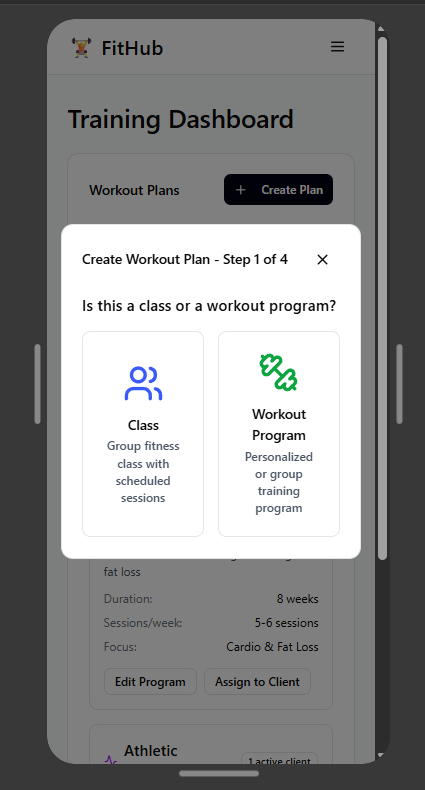 FitHub
Training Dashboard
Workout Plans
+ Create Plan
Create Workout Plan - Step 1 of 4
Is this a class or a workout program?
Class
Group fitness
class with
scheduled
sessions
Workout
Program
Personalized
or group
training
program
fat loss
Duration: 8 weeks
Sessions/week: 5-6 sessions
Focus: Cardio & Fat Loss
Edit Program Assign to Client
Athletic
1 active client